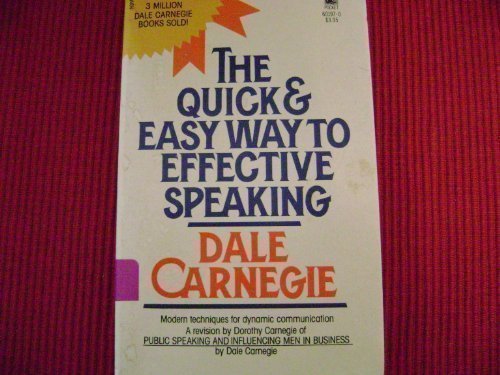 3 MILLION
DALE CARNEGIE
BOOKS SOLD!
POCKET
THE
QUICK &
EASY WAY TO
EFFECTIVE
SPEAKING
DALE
CARNEGIE
Modern techniques for dynamic communication
A revision by Dorothy Carnegie of
PUBLIC SPEAKING AND INFLUENCING MEN IN BUSINESS
by Dale Carnegie